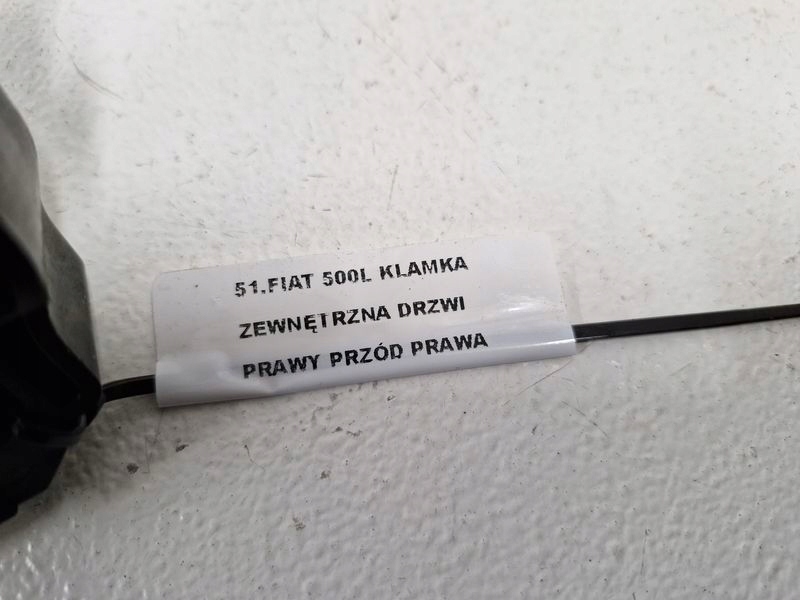 51.FIAT 500L KLAMKA
ZEWNĘTRZNA DRZWI
PRAWY PRZÓD PRAWA